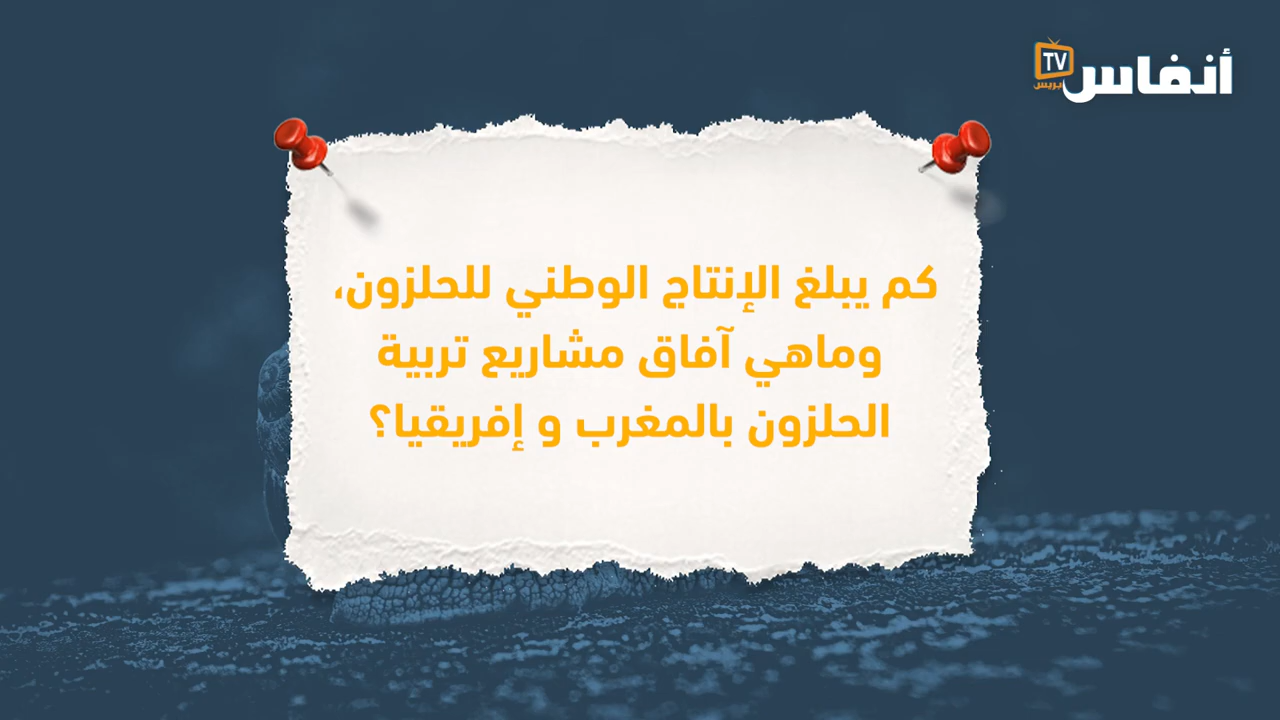 أنفاس
TV
بريس
كم يبلغ الإنتاج الوطني للحلزون،
وماهي آفاق مشاريع تربية
الحلزون بالمغرب و إفريقيا؟